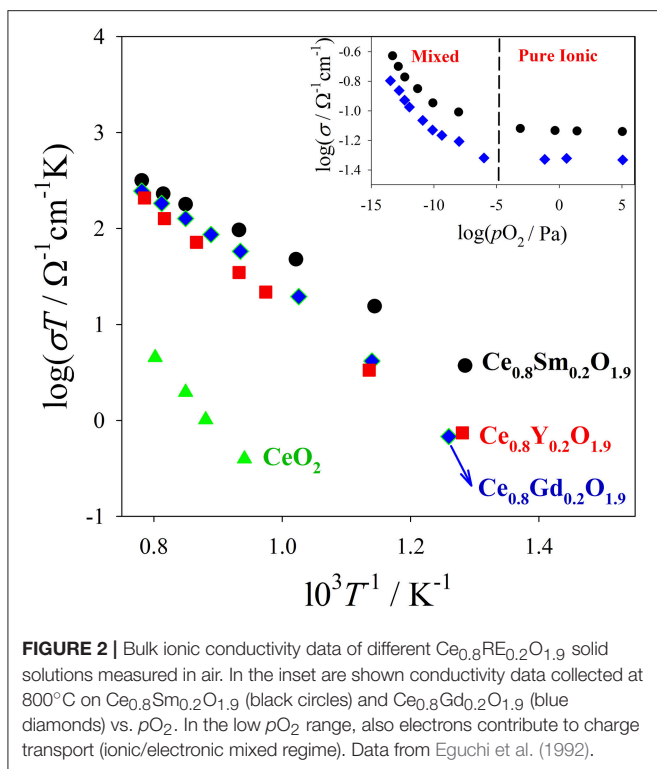 4
3
2
1
0
-1
log(σT / Ω⁻¹cm⁻¹K)
0.8 1.0 1.2 1.4
10³T¹ / K⁻¹
Ce₀.₈Sm₀.₂O₁.₉
Ce₀.₈Y₀.₂O₁.₉
Ce₀.₈Gd₀.₂O₁.₉
CeO₂
Mixed Pure Ionic
-0.6
-0.8
-1.0
-1.2
-1.4
log(σ / Ω⁻¹cm⁻¹)
-15 -10 -5 0 5
log(pO₂ / Pa)
FIGURE 2 | Bulk ionic conductivity data of different Ce₀.₈RE₀.₂O₁.₉ solid
solutions measured in air. In the inset are shown conductivity data collected at
800°C on Ce₀.₈Sm₀.₂O₁.₉ (black circles) and Ce₀.₈Gd₀.₂O₁.₉ (blue
diamonds) vs. pO₂. In the low pO₂ range, also electrons contribute to charge
transport (ionic/electronic mixed regime). Data from Eguchi et al. (1992).